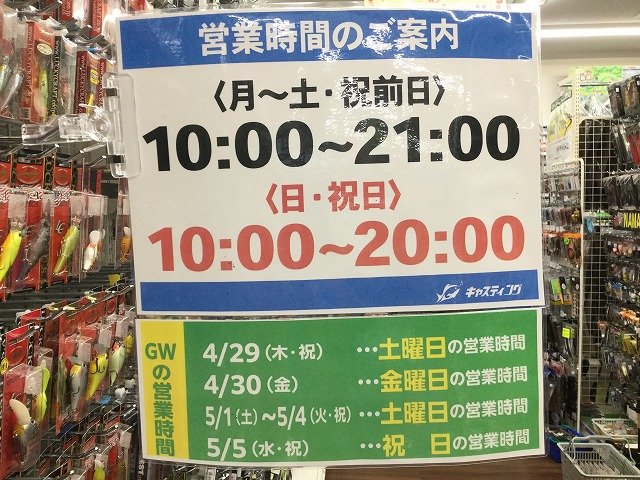 営業時間のご案内
〈月～土・祝前日〉
10:00～21:00
〈日・祝日〉
10:00～20:00
キャスティング
GWの営業時間
4/29(木・祝) …土曜日の営業時間
4/30(金) …金曜日の営業時間
5/1(土)～5/4(火・祝) …土曜日の営業時間
5/5(水・祝) …祝 日の営業時間